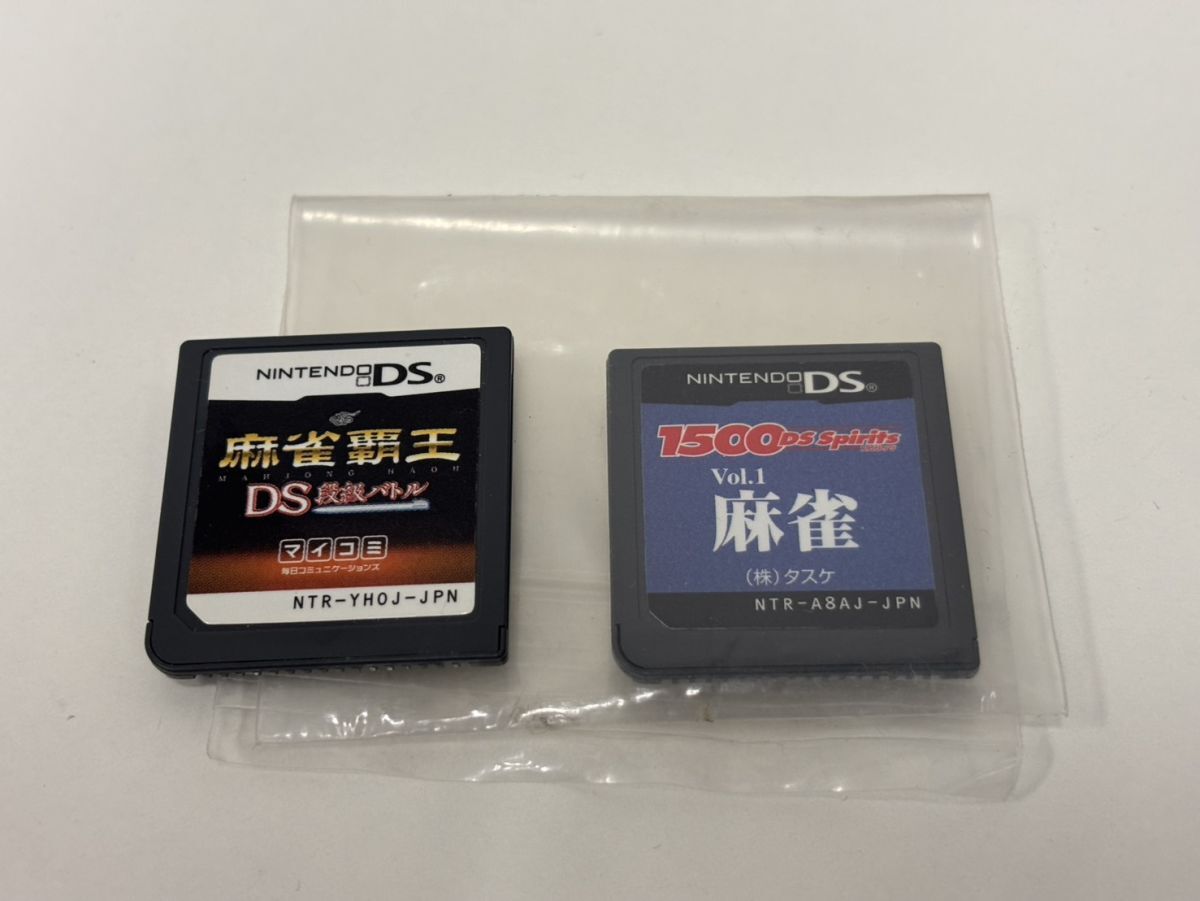 NINTENDO DS®
麻雀覇王
MAHJONG HAOH
DS 段級バトル
マイコミ
毎日コミュニケーションズ
NTR-YHOJ-JPN
NINTENDO DS®
1500 DS Spirits
Vol.1
麻雀
(株)タスケ
NTR-A8AJ-JPN